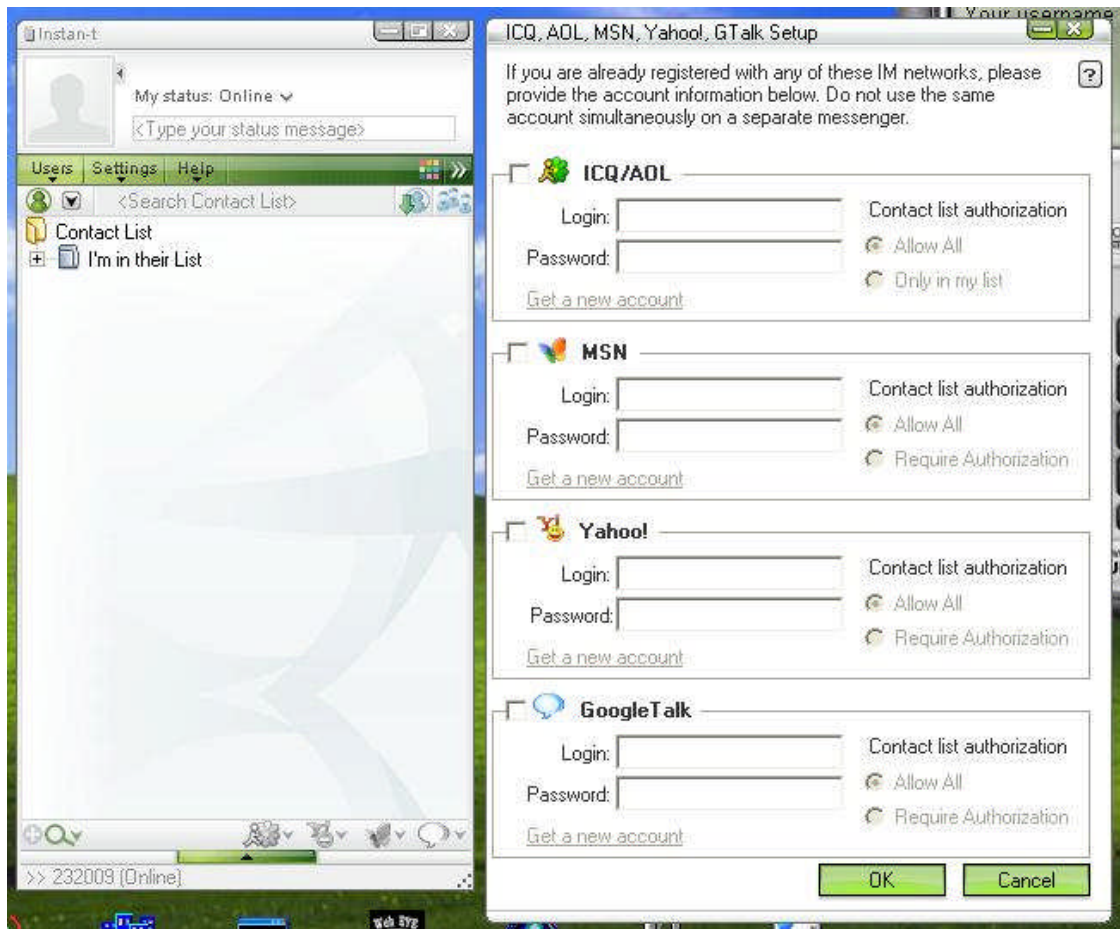 Instan-t
My status: Online
<Type your status message>
Users Settings Help
<Search Contact List>
Contact List
I'm in their List
>> 232009 (Online)
Your username
ICQ, AOL, MSN, Yahoo!, GTalk Setup
If you are already registered with any of these IM networks, please
provide the account information below. Do not use the same
account simultaneously on a separate messenger.
?
ICQ/AOL
Login:
Password:
Get a new account
Contact list authorization
Allow All
Only in my list
MSN
Login:
Password:
Get a new account
Contact list authorization
Allow All
Require Authorization
Yahoo!
Login:
Password:
Get a new account
Contact list authorization
Allow All
Require Authorization
GoogleTalk
Login:
Password:
Get a new account
Contact list authorization
Allow All
Require Authorization
OK Cancel
Web EYE